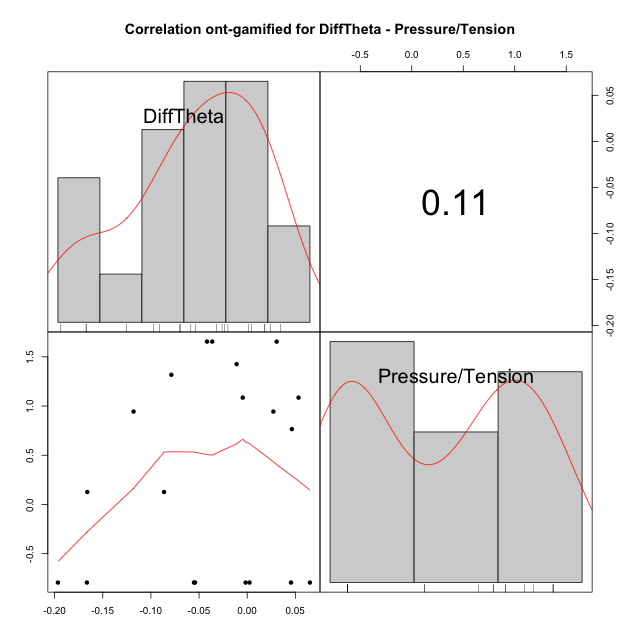 Correlation ont-gamified for DiffTheta - Pressure/Tension
-0.5 0.0 0.5 1.0 1.5
DiffTheta
0.11
0.05
0.00
-0.05
-0.10
-0.15
-0.20
Pressure/Tension
1.5
1.0
0.5
0.0
-0.5
-0.20 -0.15 -0.10 -0.05 0.00 0.05